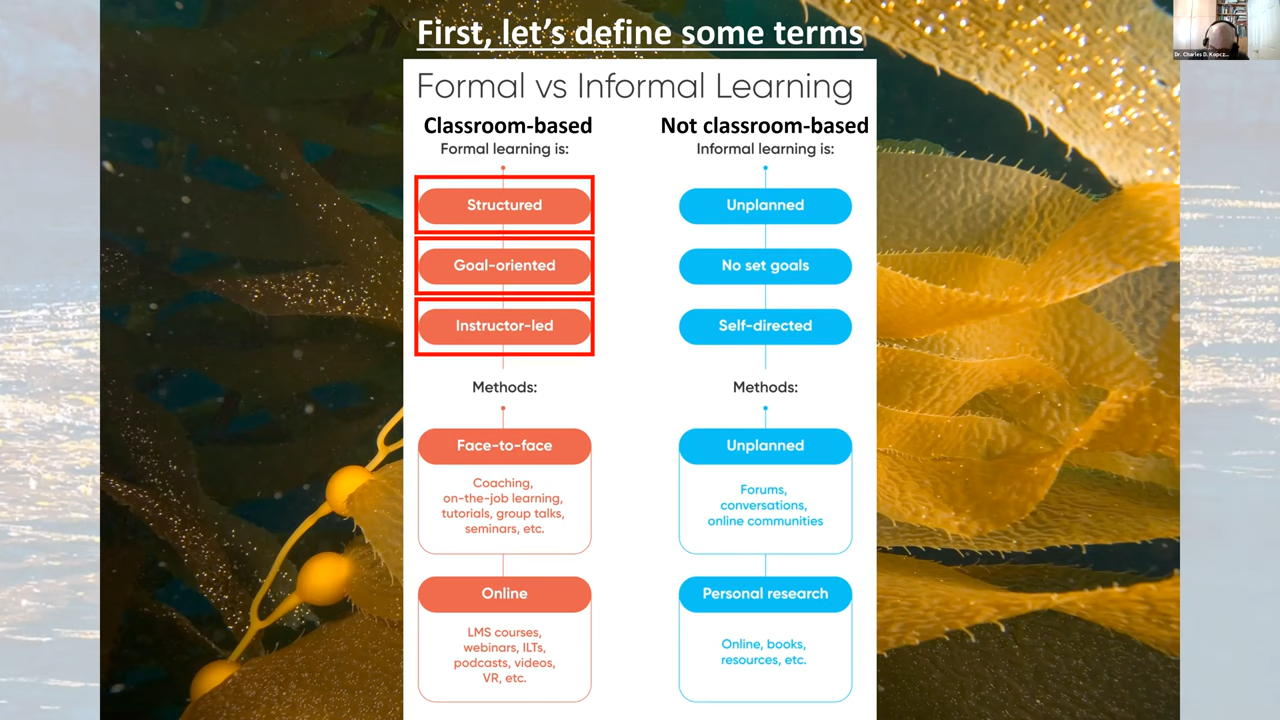 First, let's define some terms
Formal vs Informal Learning
Classroom-based
Formal learning is:
Structured
Goal-oriented
Instructor-led
Methods:
Face-to-face
Coaching,
on-the-job learning,
tutorials, group talks,
seminars, etc.
Online
LMS courses,
webinars, ILTs,
podcasts, videos,
VR, etc.
Not classroom-based
Informal learning is:
Unplanned
No set goals
Self-directed
Methods:
Unplanned
Forums,
conversations,
online communities
Personal research
Online, books,
resources, etc.
Dr. Charles D.